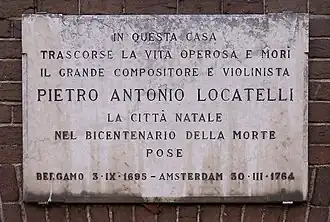 IN QUESTA CASA
TRASCORSE LA VITA OPEROSA E MORÌ
IL GRANDE COMPOSITORE E VIOLINISTA
PIETRO ANTONIO LOCATELLI
LA CITTÀ NATALE
NEL BICENTENARIO DELLA MORTE
POSE
BERGAMO 3·IX·1695 – AMSTERDAM 30·III·1764